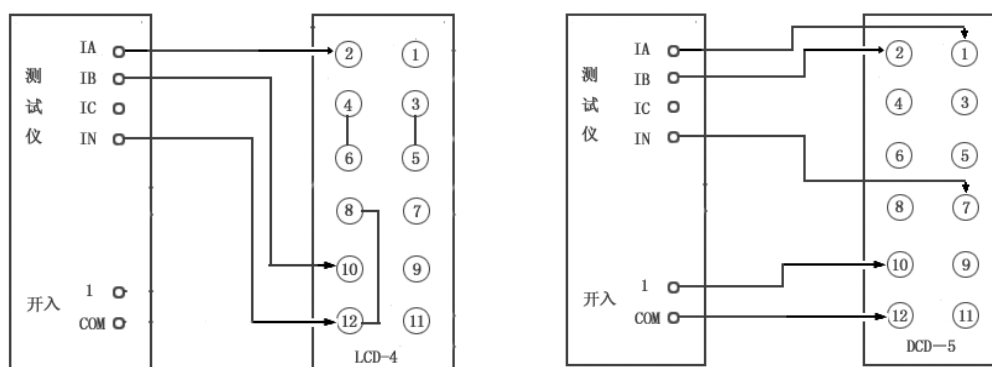 IA
测
IB
试
IC
仪
IN
开入
1
COM
② ①
④ ③
⑥ ⑤
⑧ ⑦
⑩ ⑨
⑫ ⑪
LCD-4
IA
测
IB
试
IC
仪
IN
开入
1
COM
② ①
④ ③
⑥ ⑤
⑧ ⑦
⑩ ⑨
⑫ ⑪
DCD—5